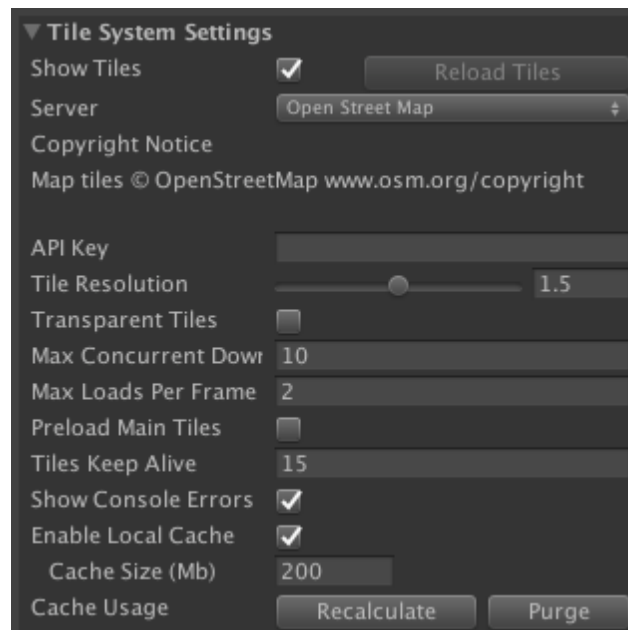 Tile System Settings
Show Tiles Reload Tiles
Server Open Street Map
Copyright Notice
Map tiles © OpenStreetMap www.osm.org/copyright
API Key
Tile Resolution 1.5
Transparent Tiles
Max Concurrent Dowr 10
Max Loads Per Frame 2
Preload Main Tiles
Tiles Keep Alive 15
Show Console Errors
Enable Local Cache
Cache Size (Mb) 200
Cache Usage Recalculate Purge